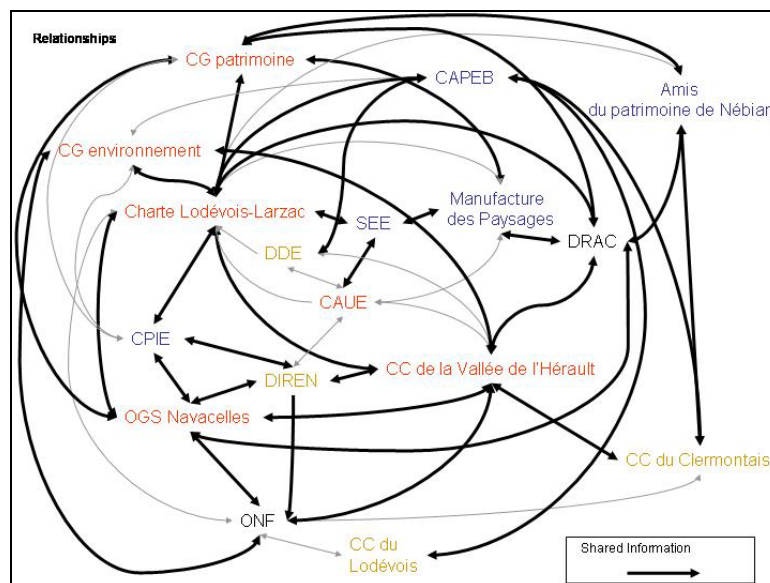 Relationships
CG patrimoine
CAPEB
Amis
du patrimoine de Nébian
CG environnement
Manufacture
des Paysages
Charte Lodévois-Larzac
SEE
DRAC
DDE
CAUE
CPIE
DIREN
CC de la Vallée de l'Hérault
OGS Navacelles
CC du Clermontais
ONF
CC du
Lodévois
Shared Information